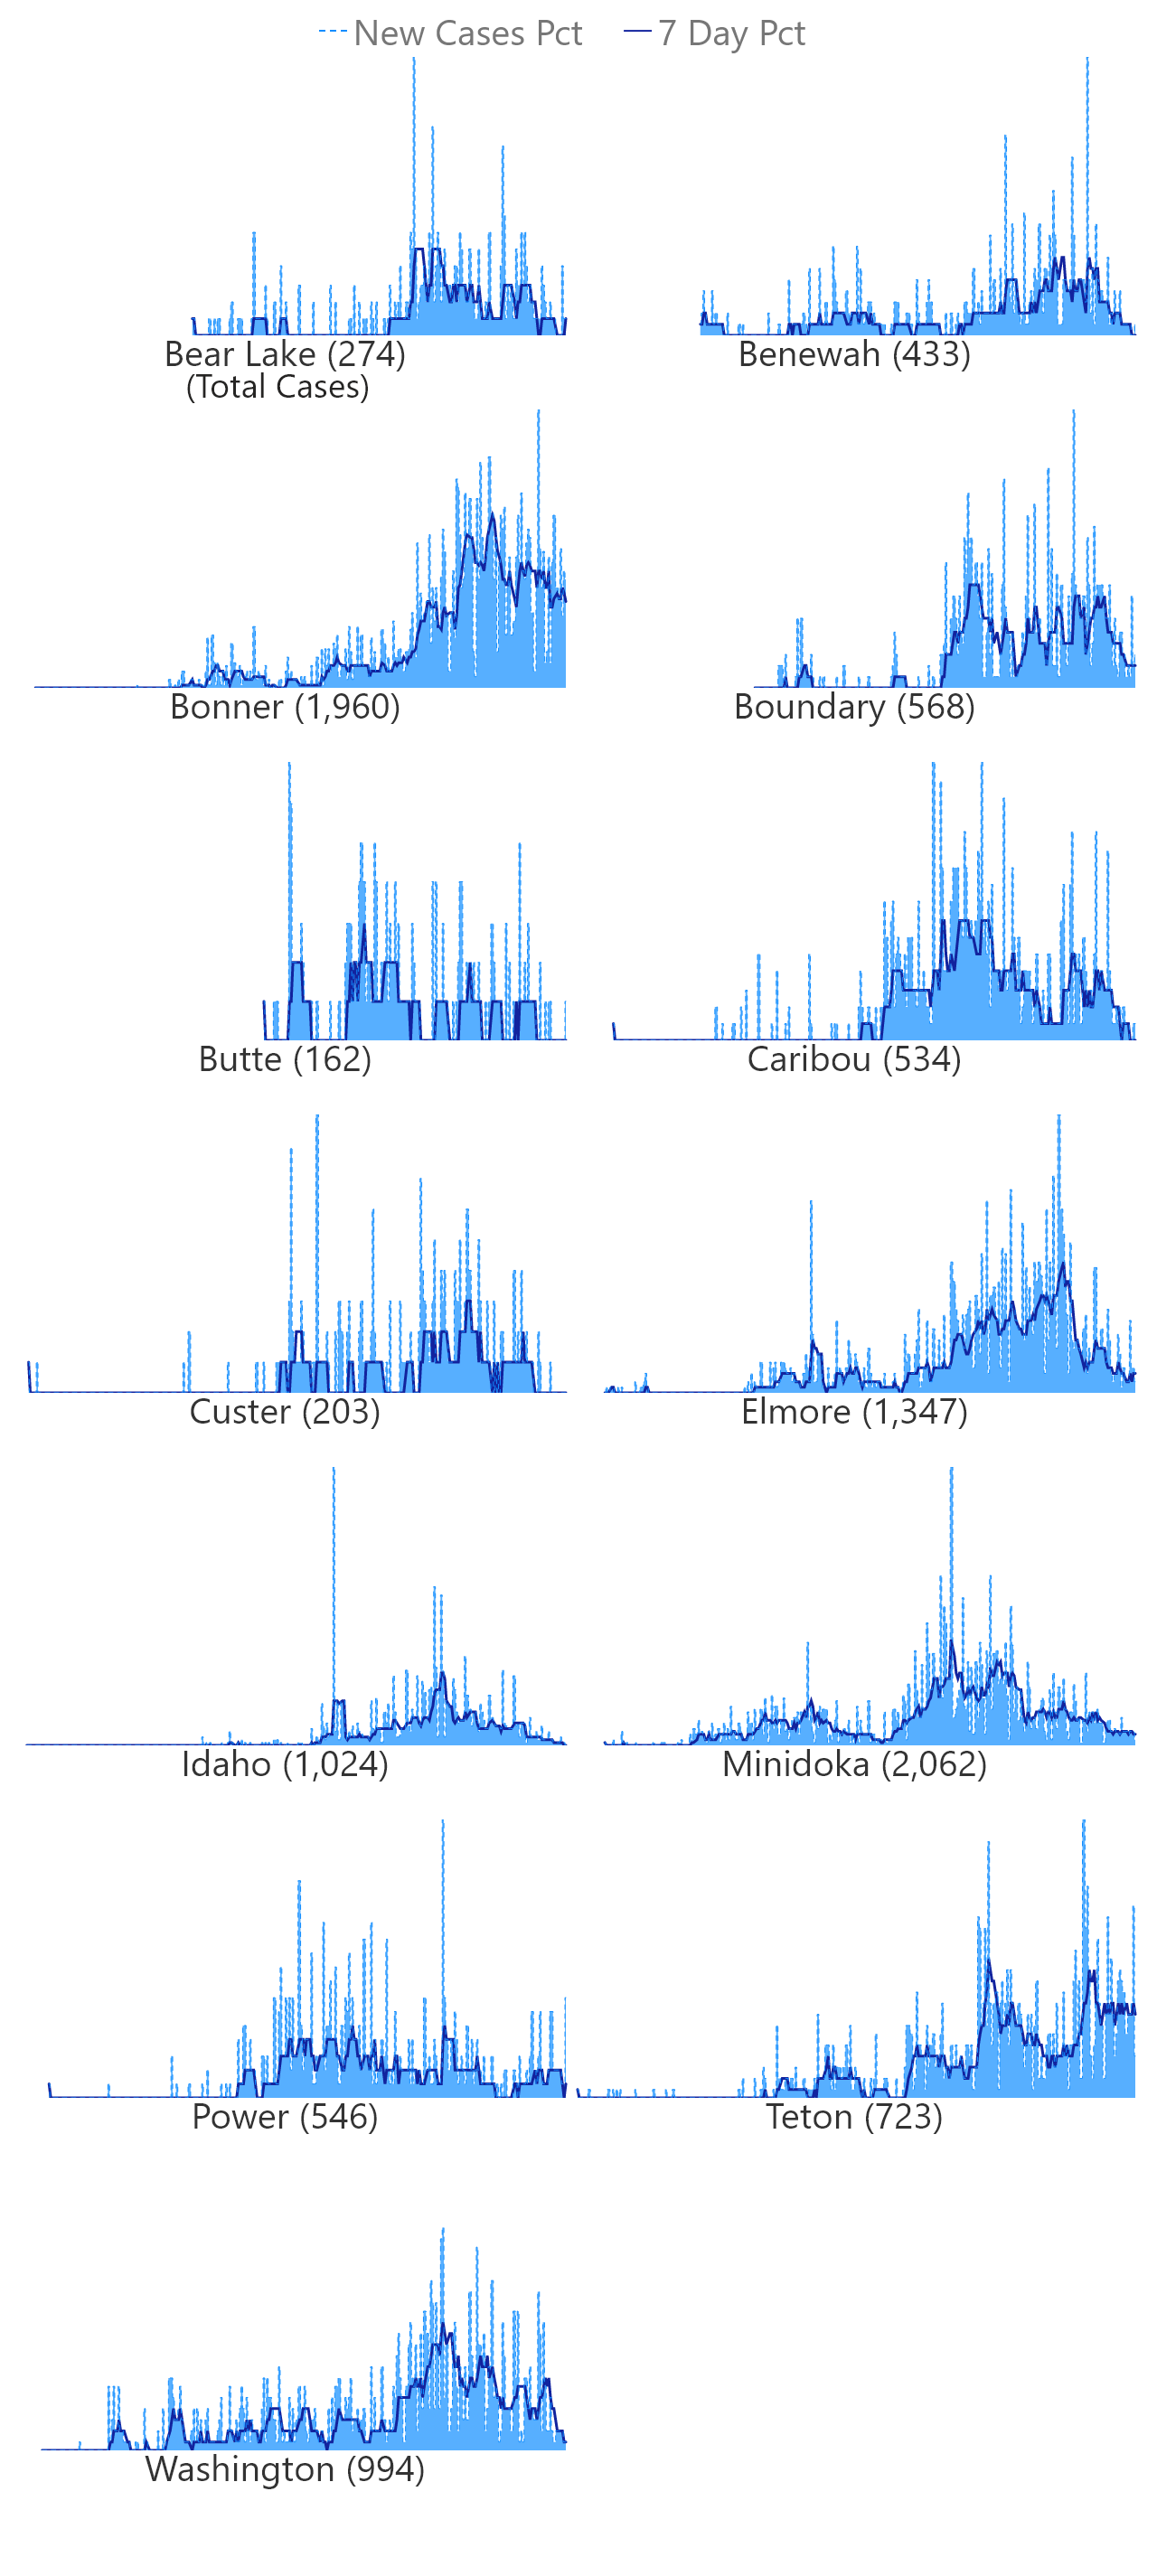 New Cases Pct 7 Day Pct
Bear Lake (274)
(Total Cases)
Benewah (433)
Bonner (1,960)
Boundary (568)
Butte (162)
Caribou (534)
Custer (203)
Elmore (1,347)
Idaho (1,024)
Minidoka (2,062)
Power (546)
Teton (723)
Washington (994)